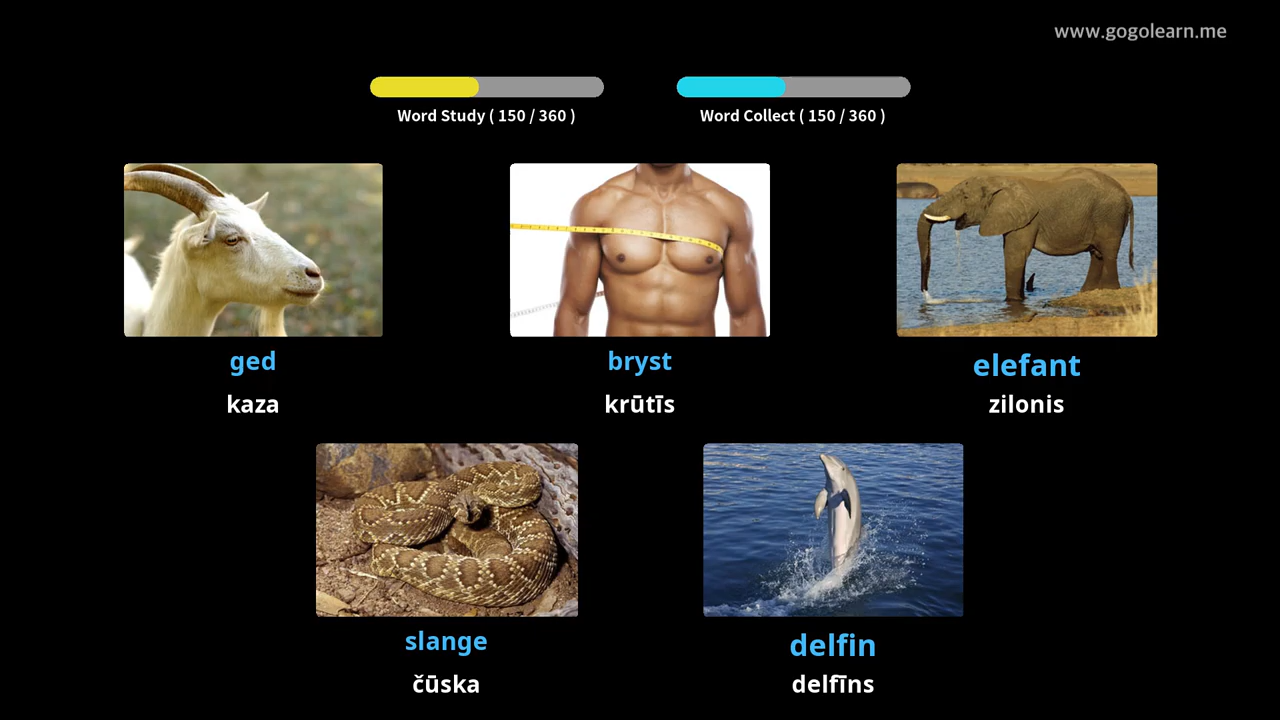 www.gogolearn.me
Word Study ( 150 / 360 )
Word Collect ( 150 / 360 )
ged
bryst
elefant
kaza
krūtīs
zilonis
slange
delfin
čūska
delfīns